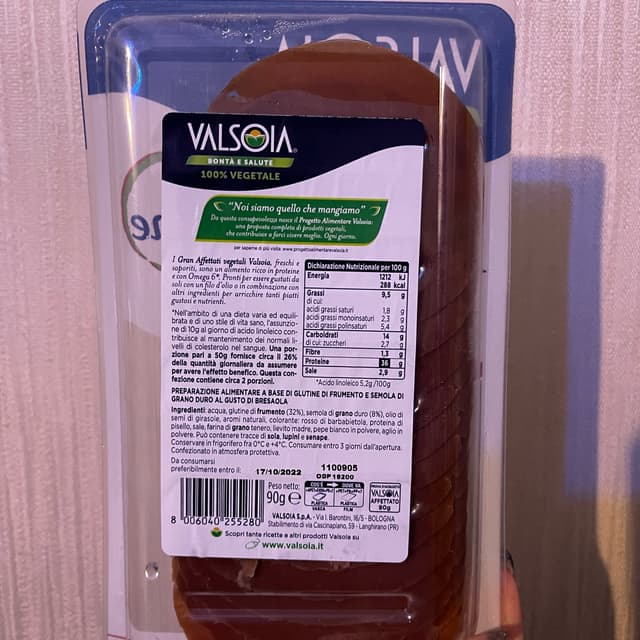 VALSOIA
VALSOIA®
BONTÀ E SALUTE
100% VEGETALE
"Noi siamo quello che mangiamo"
Da questa consapevolezza nasce il Progetto Alimentare Valsoia:
una proposta completa di prodotti vegetali,
che contribuisce a farci vivere meglio. Ogni giorno.
per saperne di più visita: www.progettoalimentarevalsoia.it
I Gran Affettati vegetali Valsoia, freschi e
saporiti, sono un alimento ricco in proteine
e con Omega 6*. Pronti per essere gustati da
soli con un filo d'olio o in combinazione con
altri ingredienti per arricchire tanti piatti
gustosi e nutrienti.
*Nell'ambito di una dieta varia ed equili-
brata e di uno stile di vita sano, l'assunzio-
ne di 10g al giorno di acido linoleico con-
tribuisce al mantenimento dei normali li-
velli di colesterolo nel sangue. Una por-
zione pari a 50g fornisce circa il 26%
della quantità giornaliera da assumere
per avere l'effetto benefico. Questa con-
fezione contiene circa 2 porzioni.
Dichiarazione Nutrizionale per 100 g
Energia 1212 kJ
288 kcal
Grassi 9,5 g
di cui:
acidi grassi saturi 1,8 g
acidi grassi monoinsaturi 2,3 g
acidi grassi polinsaturi 5,4 g
Carboidrati 14 g
di cui: zuccheri 2,7 g
Fibre 1,3 g
Proteine 36 g
Sale 2,9 g
*Acido linoleico 5,2g/100g
PREPARAZIONE ALIMENTARE A BASE DI GLUTINE DI FRUMENTO E SEMOLA DI
GRANO DURO AL GUSTO DI BRESAOLA
Ingredienti: acqua, glutine di frumento (32%), semola di grano duro (8%), olio di
semi di girasole, aromi naturali, colorante: rosso di barbabietola, proteina di
pisello, sale, farina di grano tenero, lievito madre, pepe bianco in polvere, aglio in
polvere. Può contenere tracce di soia, lupini e senape.
Conservare in frigorifero fra 0°C e +4°C. Consumare entro 3 giorni dall'apertura.
Confezionato in atmosfera protettiva.
Da consumarsi
preferibilmente entro il: 17/10/2022 1100905
ODP 19200
Peso netto:
90g e
PLASTICA
VASCA
PLASTICA
FILM
VALSOIA
AFFETTATO
90g
8 006040 255280
VALSOIA S.p.A. - Via I. Barontini, 16/5 - BOLOGNA
Stabilimento di via Cascinapiano, 59 - Langhirano (PR)
Scopri tante ricette e altri prodotti Valsoia su
www.valsoia.it